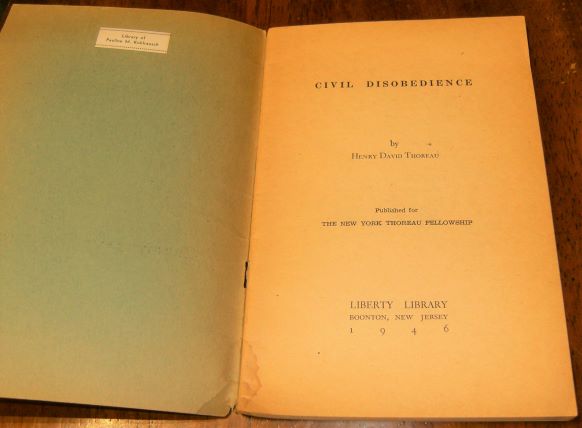 Library of
Pauline M.
CIVIL DISOBEDIENCE
by
HENRY DAVID THOREAU
Published for
THE NEW YORK THOREAU FELLOWSHIP
LIBERTY LIBRARY
BOONTON, NEW JERSEY
1 9 4 6